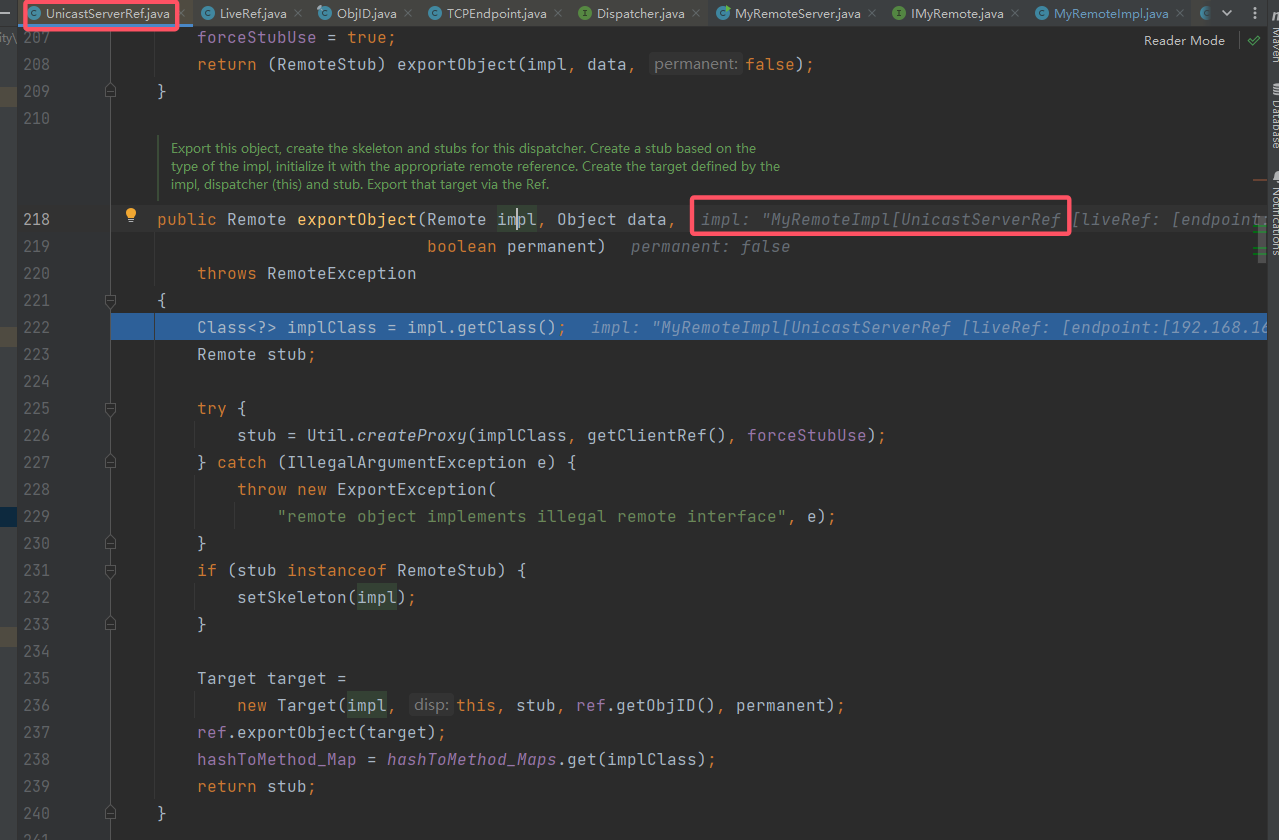 UnicastServerRef.java LiveRef.java ObjID.java TCPEndpoint.java Dispatcher.java MyRemoteServer.java IMyRemote.java MyRemoteImpl.java
Reader Mode
Maven
Database
Notifications
ity\
207 forceStubUse = true;
208 return (RemoteStub) exportObject(impl, data, permanent: false);
209 }
210
Export this object, create the skeleton and stubs for this dispatcher. Create a stub based on the
type of the impl, initialize it with the appropriate remote reference. Create the target defined by the
impl, dispatcher (this) and stub. Export that target via the Ref.
218 public Remote exportObject(Remote impl, Object data, impl: "MyRemoteImpl[UnicastServerRef [liveRef: [endpoint
219 boolean permanent) permanent: false
220 throws RemoteException
221 {
222 Class<?> implClass = impl.getClass(); impl: "MyRemoteImpl[UnicastServerRef [liveRef: [endpoint:[192.168.16
223 Remote stub;
224
225 try {
226 stub = Util.createProxy(implClass, getClientRef(), forceStubUse);
227 } catch (IllegalArgumentException e) {
228 throw new ExportException(
229 "remote object implements illegal remote interface", e);
230 }
231 if (stub instanceof RemoteStub) {
232 setSkeleton(impl);
233 }
234
235 Target target =
236 new Target(impl, disp: this, stub, ref.getObjID(), permanent);
237 ref.exportObject(target);
238 hashToMethod_Map = hashToMethod_Maps.get(implClass);
239 return stub;
240 }